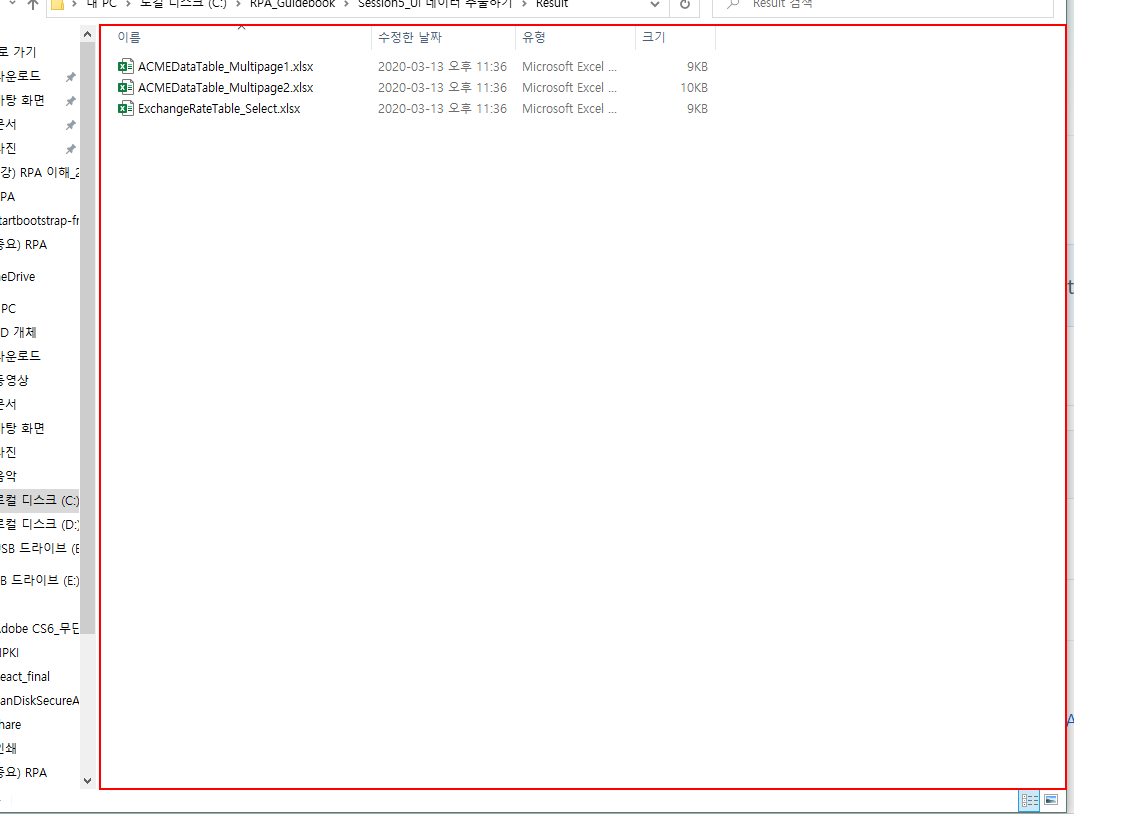 내 PC > 로컬 디스크 (C:) > RPA_Guidebook > Session5_UI 데이터 추출하기 > Result
Result 검색
이름 수정한 날짜 유형 크기
ACMEDataTable_Multipage1.xlsx 2020-03-13 오후 11:36 Microsoft Excel ... 9KB
ACMEDataTable_Multipage2.xlsx 2020-03-13 오후 11:36 Microsoft Excel ... 10KB
ExchangeRateTable_Select.xlsx 2020-03-13 오후 11:36 Microsoft Excel ... 9KB
로 가기
다운로드
바탕 화면
문서
사진
강) RPA 이해_2
PA
tartbootstrap-fr
중요) RPA
eDrive
PC
D 개체
다운로드
동영상
문서
바탕 화면
사진
음악
로컬 디스크 (C:)
로컬 디스크 (D:)
USB 드라이브 (E
B 드라이브 (E:)
Adobe CS6_무단
NPKI
eact_final
anDiskSecureA
hare
인쇄
중요) RPA
t
A